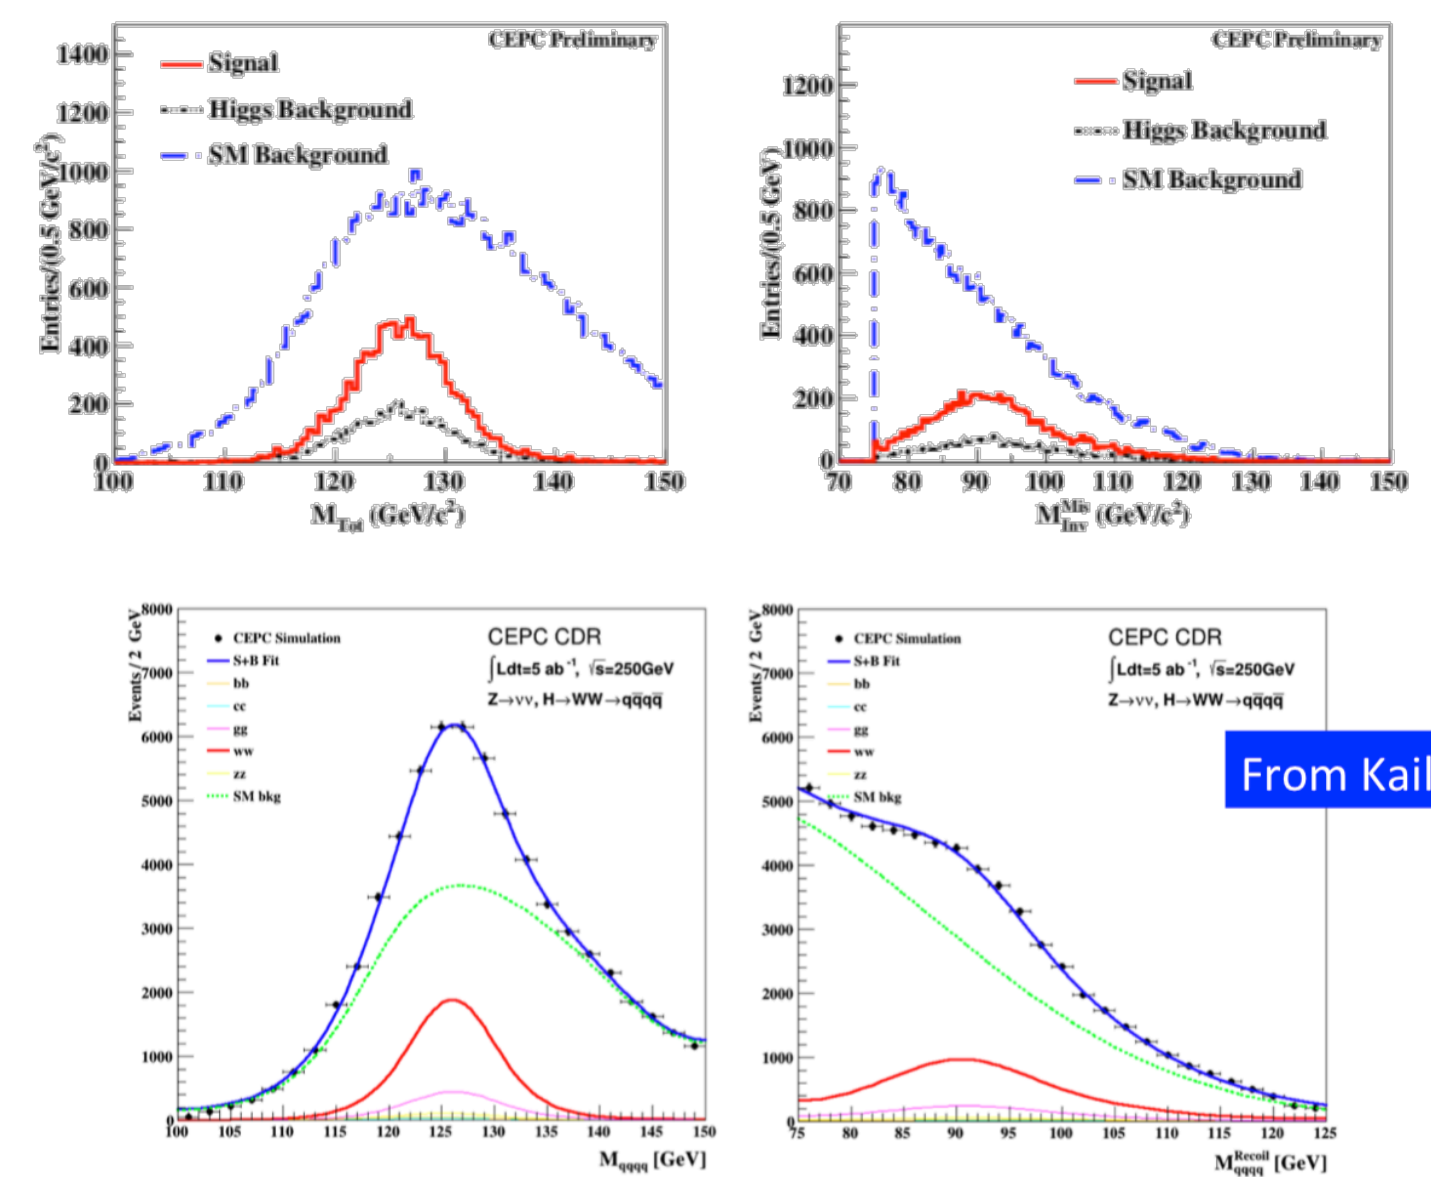 CEPC Preliminary
Signal
Higgs Background
SM Background
Entries/(0.5 GeV/c²)
1400
1200
1000
800
600
400
200
0
100 110 120 130 140 150
M_Tot (GeV/c²)
CEPC Preliminary
Signal
Higgs Background
SM Background
Entries/(0.5 GeV)
1200
1000
800
600
400
200
0
70 80 90 100 110 120 130 140 150
M_Inv^Mis (GeV/c²)
Events / 2 GeV
8000
7000
6000
5000
4000
3000
2000
1000
0
CEPC Simulation
S+B Fit
bb
cc
gg
ww
zz
SM bkg
CEPC CDR
∫Ldt=5 ab⁻¹, √s=250GeV
Z→νν, H→WW→qq̄qq̄
100 105 110 115 120 125 130 135 140 145 150
M_qqqq [GeV]
Events / 2 GeV
8000
7000
6000
5000
4000
3000
2000
1000
0
CEPC Simulation
S+B Fit
bb
cc
gg
ww
zz
SM bkg
CEPC CDR
∫Ldt=5 ab⁻¹, √s=250GeV
Z→νν, H→WW→qq̄qq̄
75 80 85 90 95 100 105 110 115 120 125
M_qqqq^Recoil [GeV]
From Kail